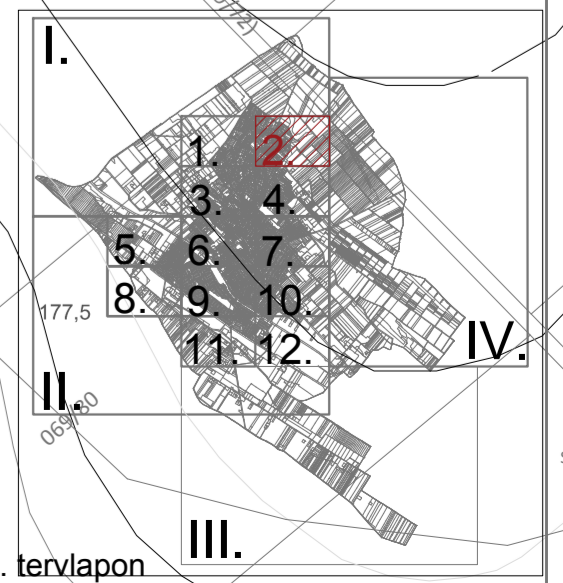 0772)
I.
1. 2.
3. 4.
5. 6. 7.
8. 9. 10.
177,5
11. 12.
IV.
II.
069/30
III.
. tervlapon